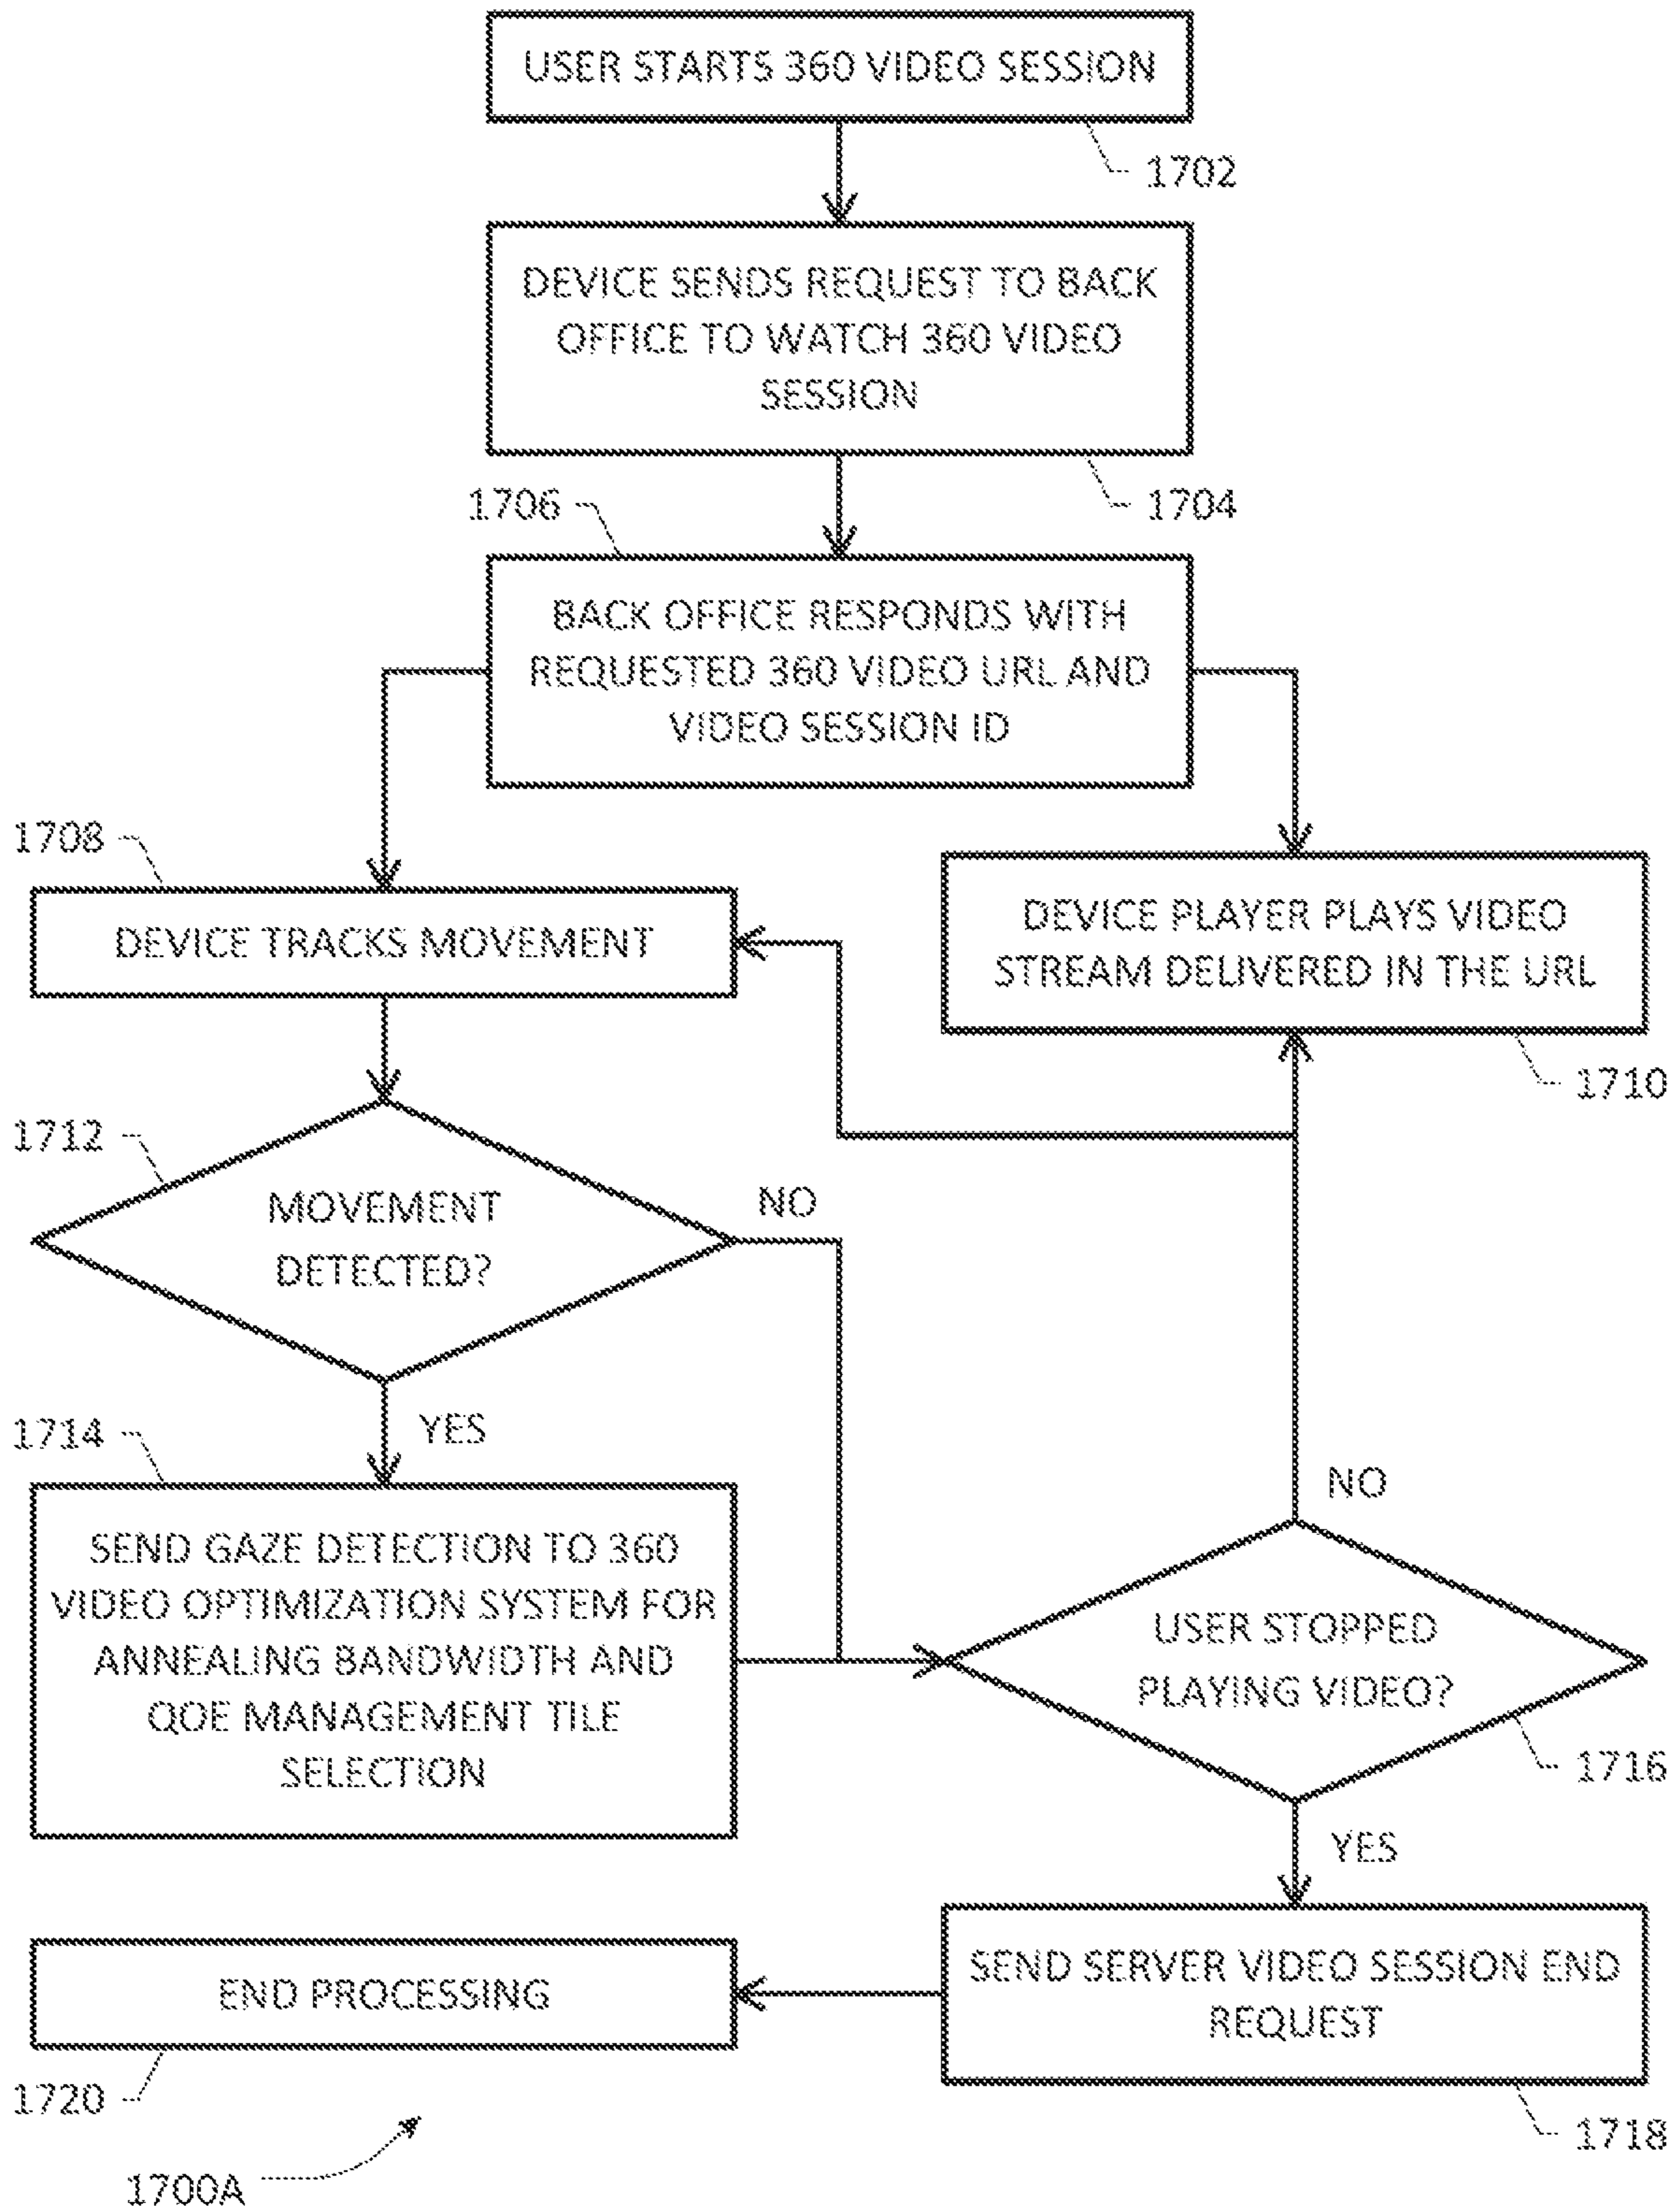 USER STARTS 360 VIDEO SESSION
1702
DEVICE SENDS REQUEST TO BACK
OFFICE TO WATCH 360 VIDEO
SESSION
1704
1706
BACK OFFICE RESPONDS WITH
REQUESTED 360 VIDEO URL AND
VIDEO SESSION ID
1708
DEVICE TRACKS MOVEMENT
DEVICE PLAYER PLAYS VIDEO
STREAM DELIVERED IN THE URL
1710
1712
MOVEMENT
DETECTED?
NO
YES
1714
SEND GAZE DETECTION TO 360
VIDEO OPTIMIZATION SYSTEM FOR
ANNEALING BANDWIDTH AND
QOE MANAGEMENT TILE
SELECTION
NO
USER STOPPED
PLAYING VIDEO?
1716
YES
SEND SERVER VIDEO SESSION END
REQUEST
1718
END PROCESSING
1720
1700A